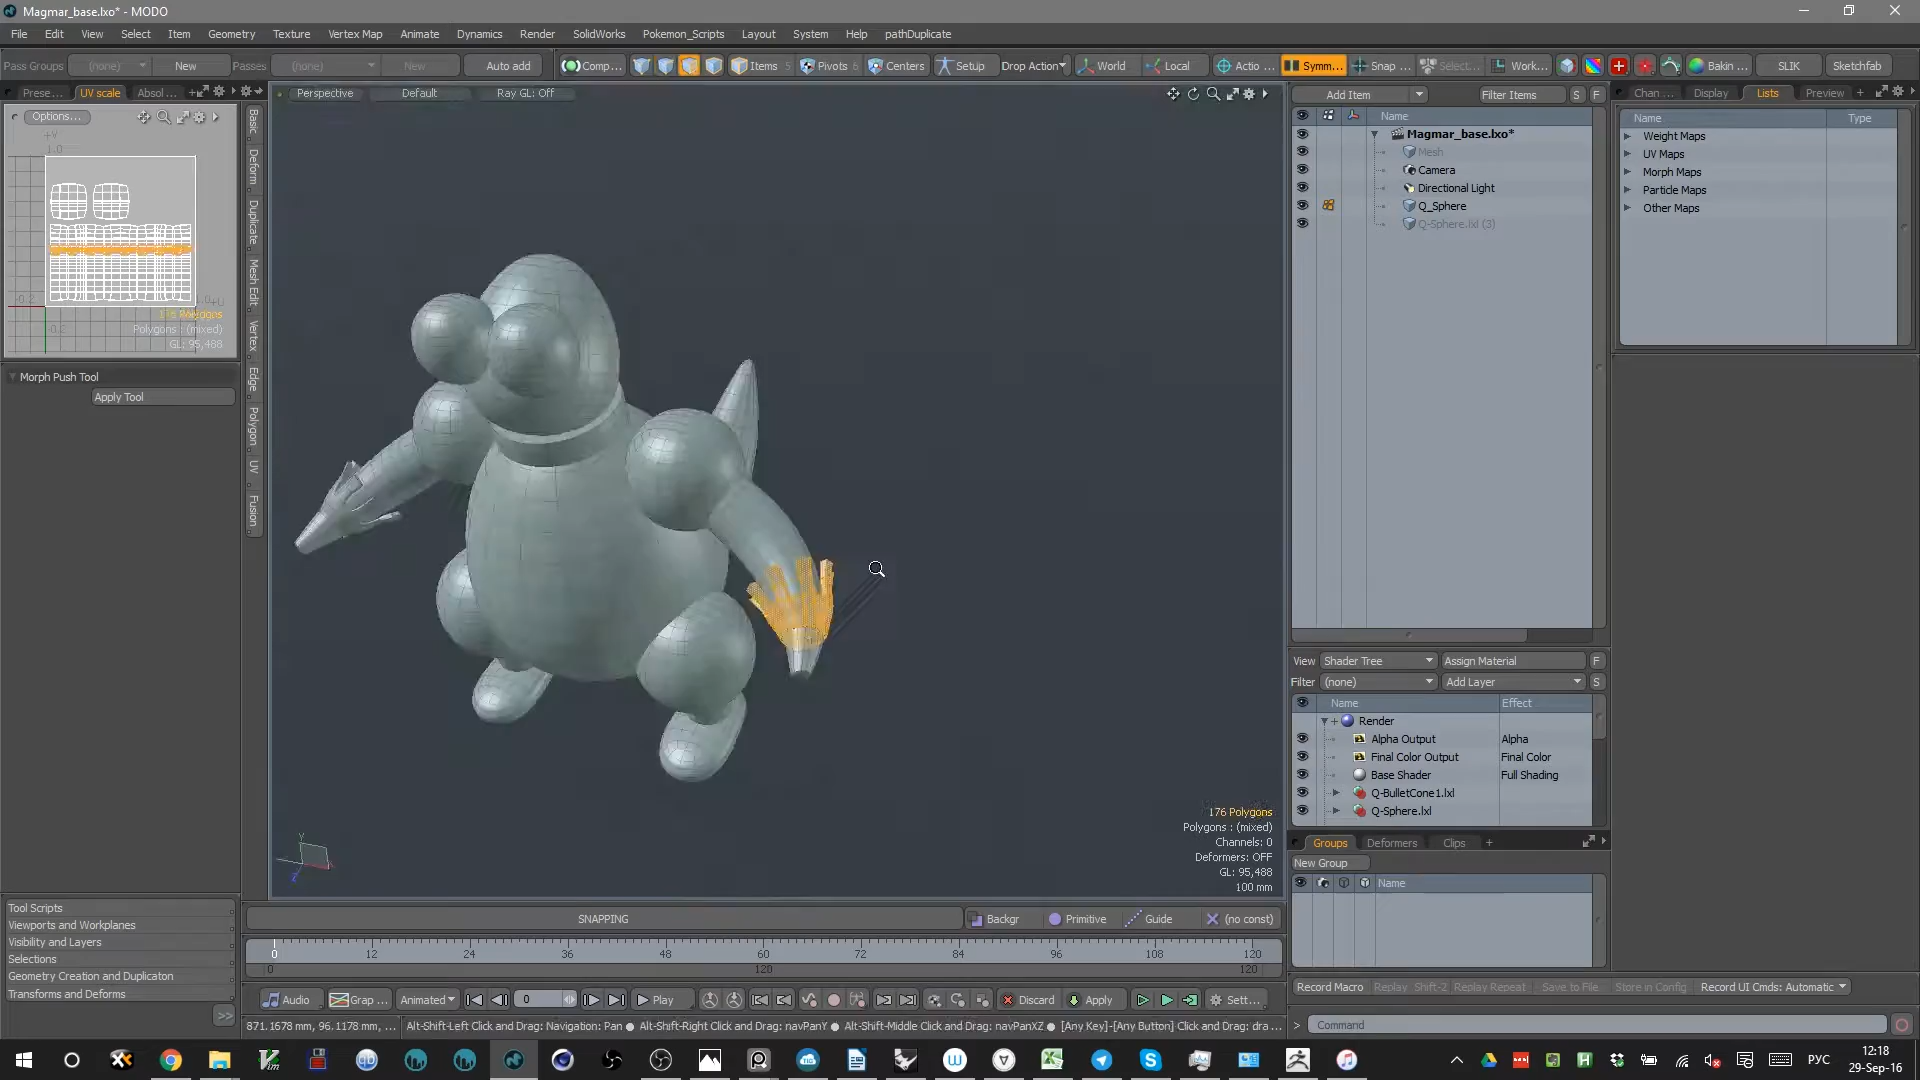 Magmar_base.lxo* - MODO
File Edit View Select Item Geometry Texture Vertex Map Animate Dynamics Render SolidWorks Pokemon_Scripts Layout System Help pathDuplicate
Pass Groups (none) New Passes (none) New Auto add Comp... Items 5 Pivots 6 Centers Setup Drop Action World Local Actio ... Symm... Snap ... Select... Work... Bakin ... SLIK Sketchfab
Prese... UV scale Absol ...
Options...
+V
1.0
-0.2
+U
-0.2
176 Polygons
Polygons : (mixed)
GL: 95,488
Morph Push Tool
Apply Tool
Basic
Deform
Duplicate
Mesh Edit
Vertex
Edge
Polygon
UV
Fusion
Perspective Default Ray GL: Off
176 Polygons
Polygons : (mixed)
Channels: 0
Deformers: OFF
GL: 95,488
100 mm
Y
Z
Add Item Filter Items S F
Name
Magmar_base.lxo*
Mesh
Camera
Directional Light
Q_Sphere
Q-Sphere.lxl (3)
Chan ... Display Lists Preview +
Name Type
Weight Maps
UV Maps
Morph Maps
Particle Maps
Other Maps
View Shader Tree Assign Material F
Filter (none) Add Layer S
Name Effect
Render
Alpha Output Alpha
Final Color Output Final Color
Base Shader Full Shading
Q-BulletCone1.lxl
Q-Sphere.lxl
Groups Deformers Clips +
New Group
Name
Tool Scripts
Viewports and Workplanes
Visibility and Layers
Selections
Geometry Creation and Duplicaton
Transforms and Deforms
>>
SNAPPING Backgr Primitive Guide (no const)
0 12 24 36 48 60 72 84 96 108 120
0 120 120
Audio Grap ... Animated 0 Play Discard Apply Sett...
Record Macro Replay Shift-2 Replay Repeat Save to File Store in Config Record UI Cmds: Automatic
871.1678 mm, 96.1178 mm, ... Alt-Shift-Left Click and Drag: Navigation: Pan ● Alt-Shift-Right Click and Drag: navPanY ● Alt-Shift-Middle Click and Drag: navPanXZ ● [Any Key]-[Any Button] Click and Drag: dra ...
> Command
РУС
12:18
29-Sep-16